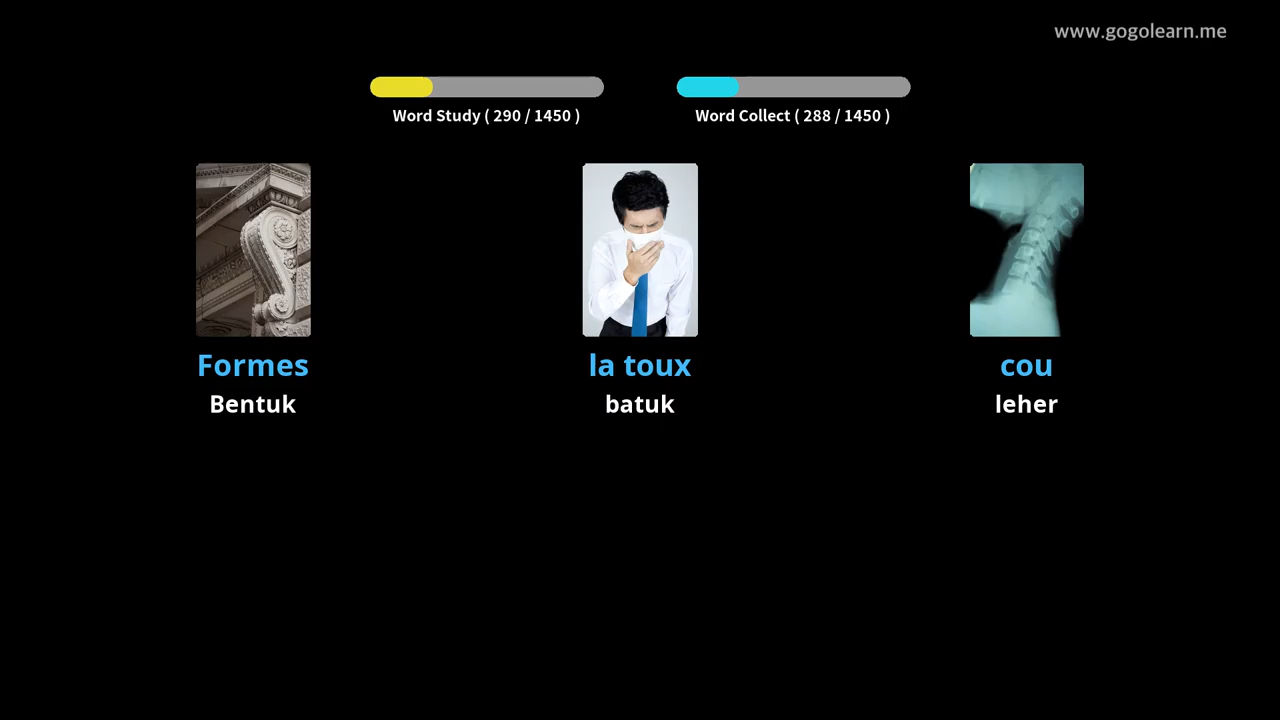 www.gogolearn.me
Word Study ( 290 / 1450 )
Word Collect ( 288 / 1450 )
Formes
Bentuk
la toux
batuk
cou
leher